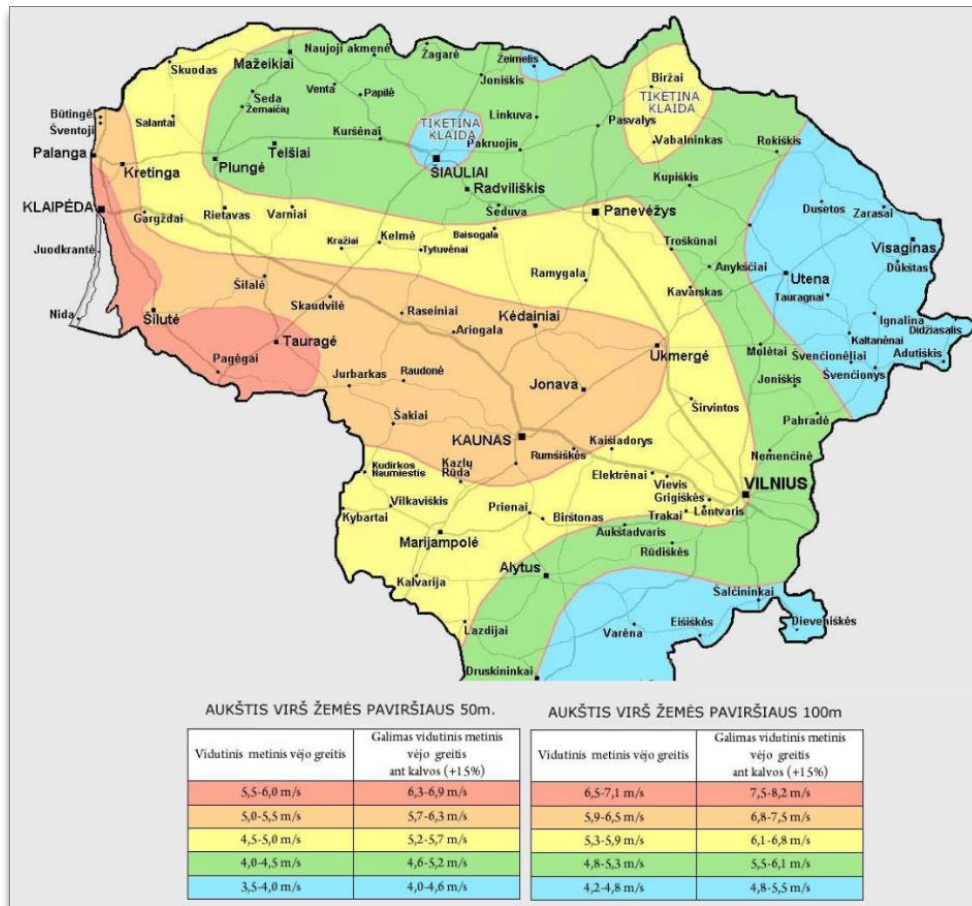 Naujoji akmenė
Žagarė
Žeimelis
Mažeikiai
Skuodas
Joniškis
Biržai
TIKĖTINA
KLAIDA
Seda
Venta
Papilė
Žemaičių
Būtingė
Šventoji
Salantai
Linkuva
TIKĖTINA
KLAIDA
Pasvalys
Kuršėnai
Pakruojis
Vabalninkas
Rokiškis
Palanga
Kretinga
Plungė
Telšiai
ŠIAULIAI
Radviliškis
Kupiškis
KLAIPĖDA
Gargždai
Rietavas
Varniai
Šeduva
Panevėžys
Dusetos
Zarasai
Baisogala
Kelmė
Kražiai
Tytuvėnai
Troškūnai
Visaginas
Juodkrantė
Anykščiai
Dūkštas
Ramygala
Utena
Šilalė
Skaudvilė
Kavarskas
Tauragnai
Nida
Šilutė
Raseiniai
Ariogala
Kėdainiai
Ignalina
Didžiasalis
Kaltanėnai
Tauragė
Ukmergė
Molėtai
Švenčionėliai
Adutiškis
Pagėgai
Jurbarkas
Raudonė
Jonava
Joniškis
Švenčionys
Širvintos
Šakiai
Pabradė
KAUNAS
Kaišiadorys
Rumšiškės
Nemenčinė
Kudirkos
Naumiestis
Kazlų
Rūda
Elektrėnai
Vievis
VILNIUS
Grigiškės
Vilkaviškis
Kybartai
Prienai
Birštonas
Trakai
Lentvaris
Marijampolė
Aukštadvaris
Rūdiškės
Kalvarija
Alytus
Šalčininkai
Lazdijai
Varėna
Eišiškės
Dieveniškės
Druskininkai
AUKŠTIS VIRŠ ŽEMĖS PAVIRŠIAUS 50m.
Vidutinis metinis vėjo greitis
Galimas vidutinis metinis
vėjo greitis
ant kalvos (+15%)
5,5-6,0 m/s 6,3-6,9 m/s
5,0-5,5 m/s 5,7-6,3 m/s
4,5-5,0 m/s 5,2-5,7 m/s
4,0-4,5 m/s 4,6-5,2 m/s
3,5-4,0 m/s 4,0-4,6 m/s
AUKŠTIS VIRŠ ŽEMĖS PAVIRŠIAUS 100m
Vidutinis metinis vėjo greitis
Galimas vidutinis metinis
vėjo greitis
ant kalvos (+15%)
6,5-7,1 m/s 7,5-8,2 m/s
5,9-6,5 m/s 6,8-7,5 m/s
5,3-5,9 m/s 6,1-6,8 m/s
4,8-5,3 m/s 5,5-6,1 m/s
4,2-4,8 m/s 4,8-5,5 m/s